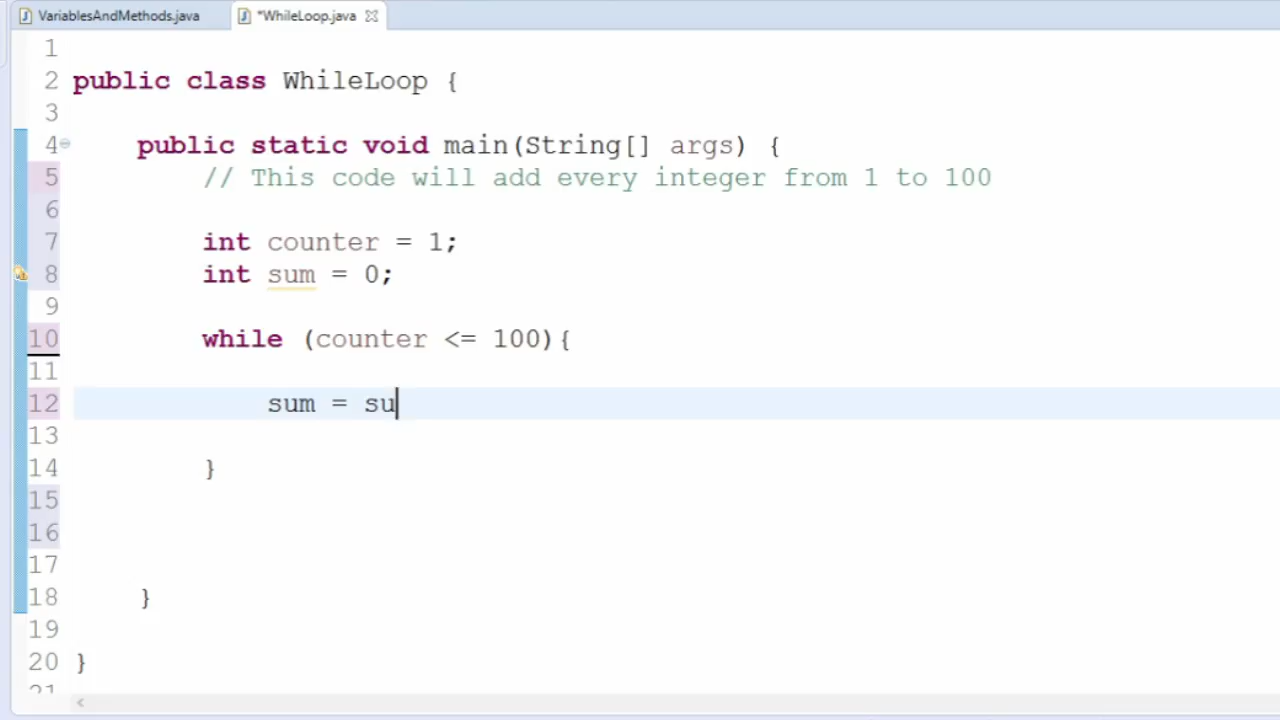 VariablesAndMethods.java *WhileLoop.java
1
2 public class WhileLoop {
3
4 public static void main(String[] args) {
5 // This code will add every integer from 1 to 100
6
7 int counter = 1;
8 int sum = 0;
9
10 while (counter <= 100){
11
12 sum = su
13
14 }
15
16
17
18 }
19
20 }
21